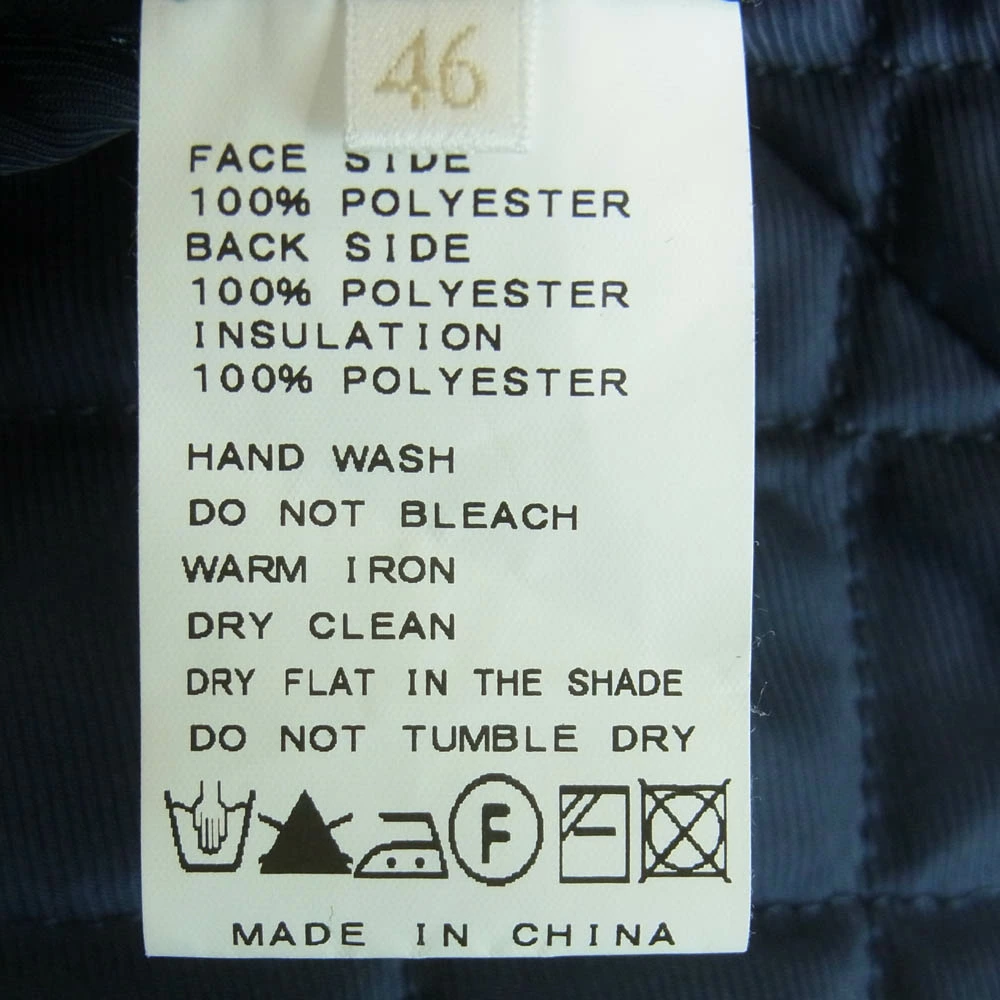 46
FACE SIDE
100% POLYESTER
BACK SIDE
100% POLYESTER
INSULATION
100% POLYESTER
HAND WASH
DO NOT BLEACH
WARM IRON
DRY CLEAN
DRY FLAT IN THE SHADE
DO NOT TUMBLE DRY
F
MADE IN CHINA